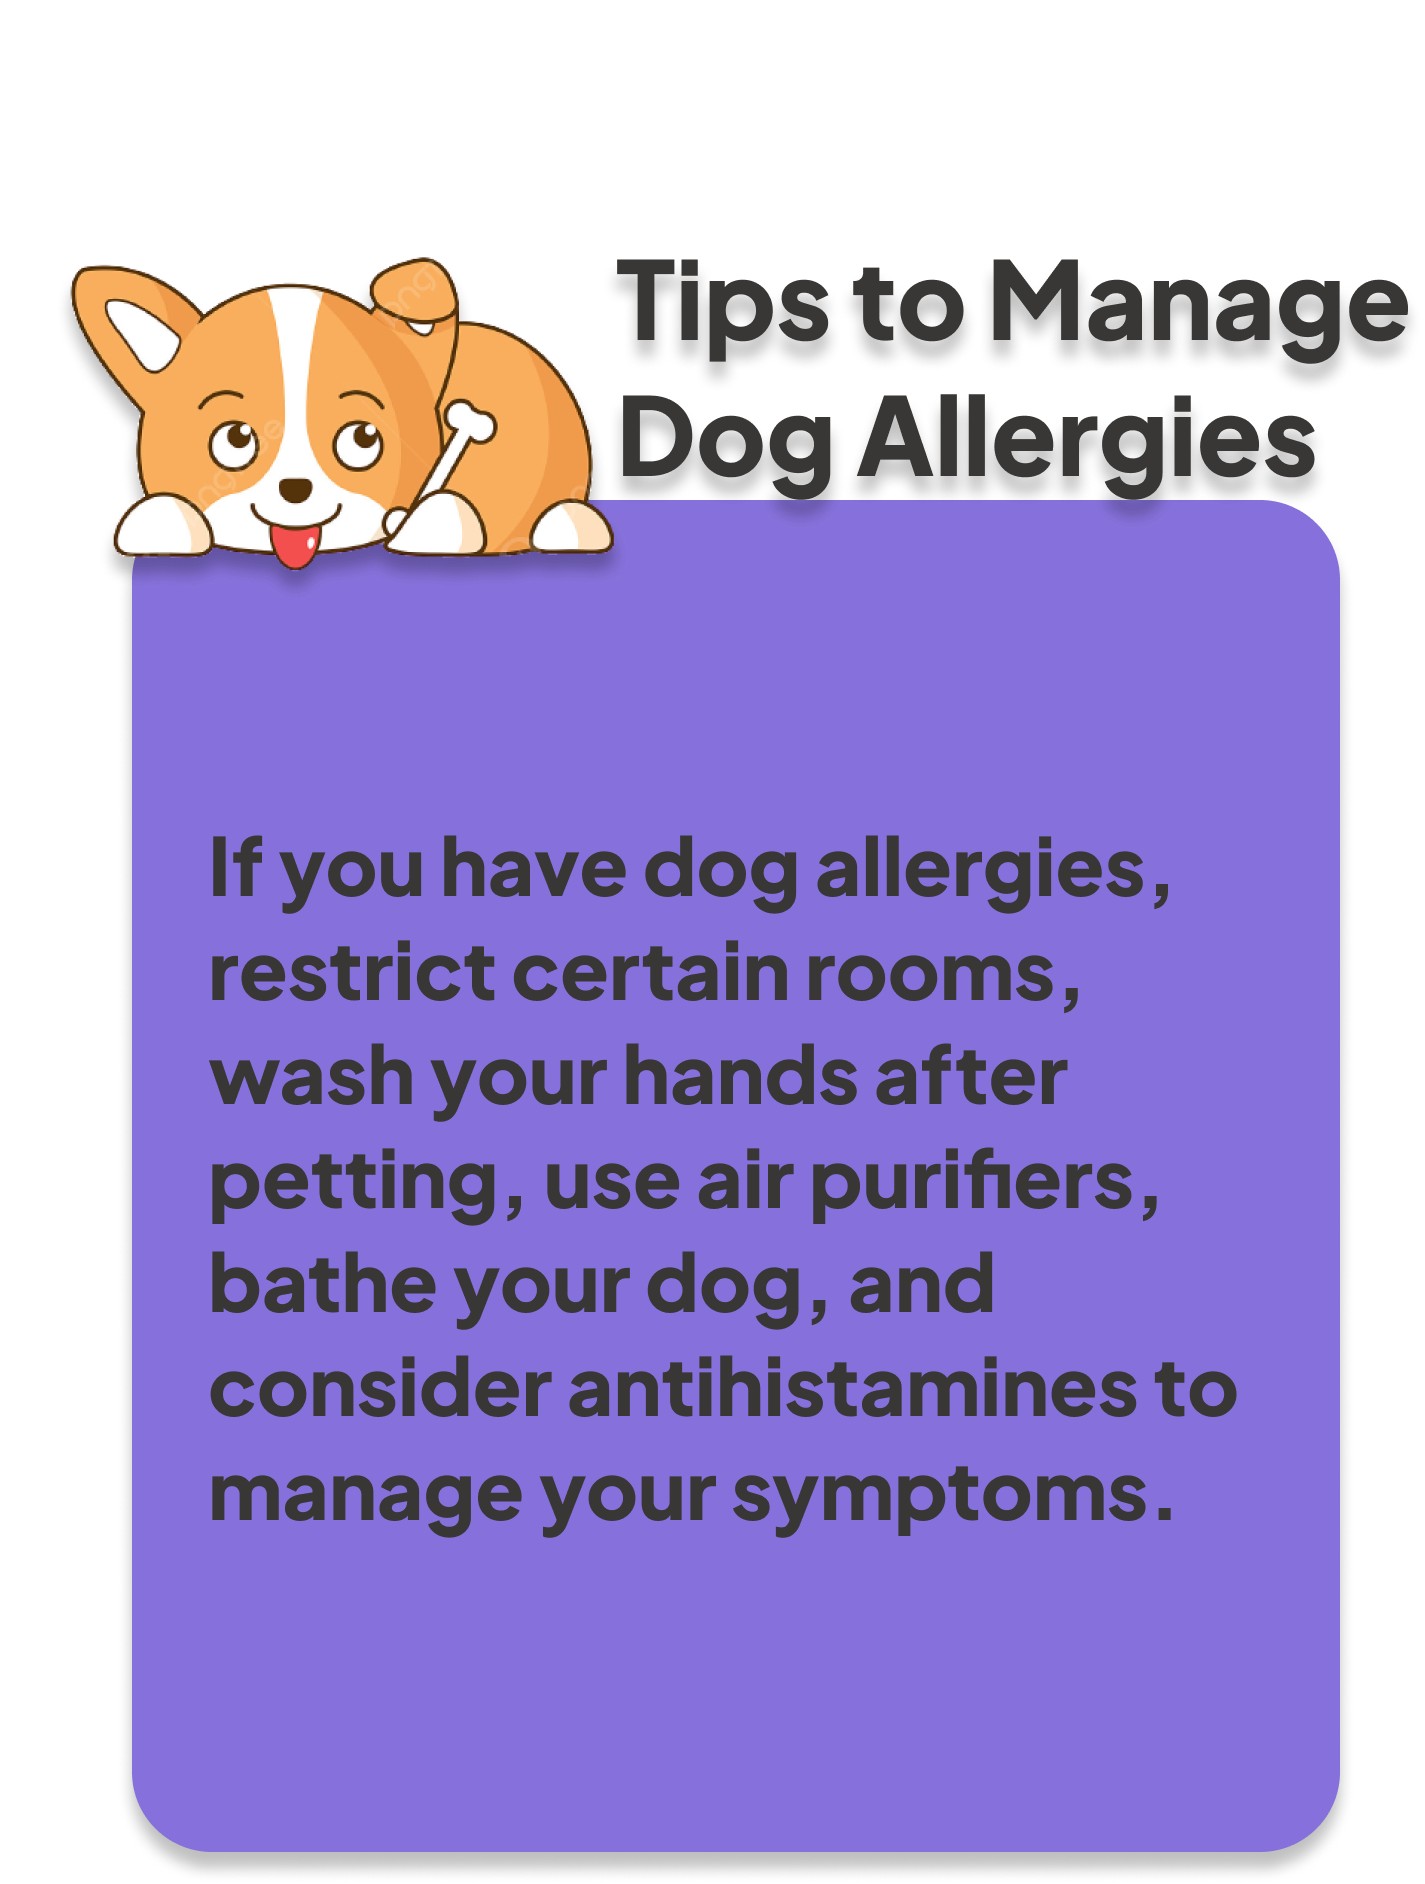 Tips to Manage
Dog Allergies
If you have dog allergies,
restrict certain rooms,
wash your hands after
petting, use air purifiers,
bathe your dog, and
consider antihistamines to
manage your symptoms.